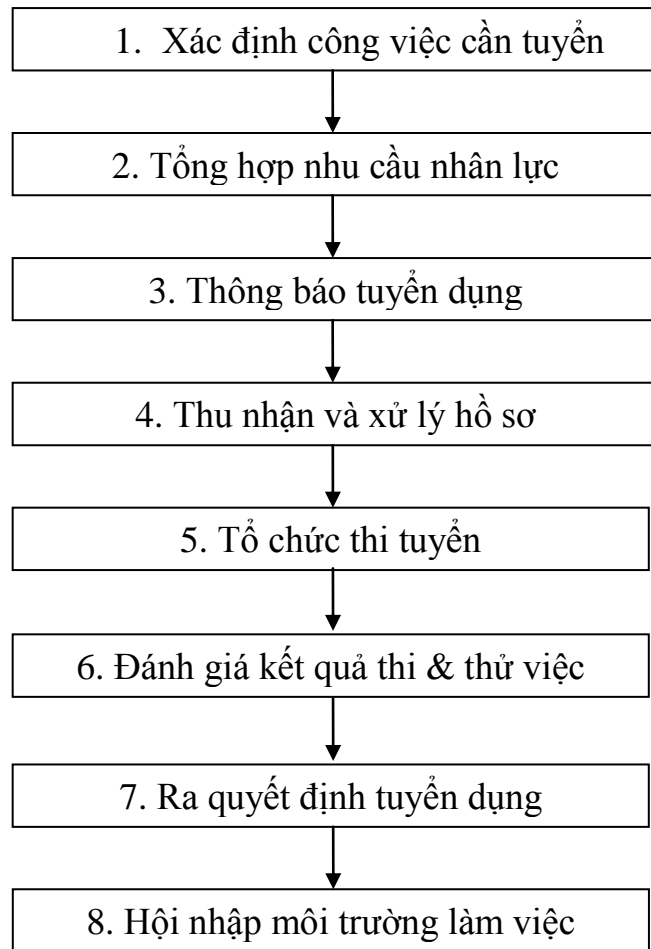 1. Xác định công việc cần tuyển
2. Tổng hợp nhu cầu nhân lực
3. Thông báo tuyển dụng
4. Thu nhận và xử lý hồ sơ
5. Tổ chức thi tuyển
6. Đánh giá kết quả thi & thử việc
7. Ra quyết định tuyển dụng
8. Hội nhập môi trường làm việc